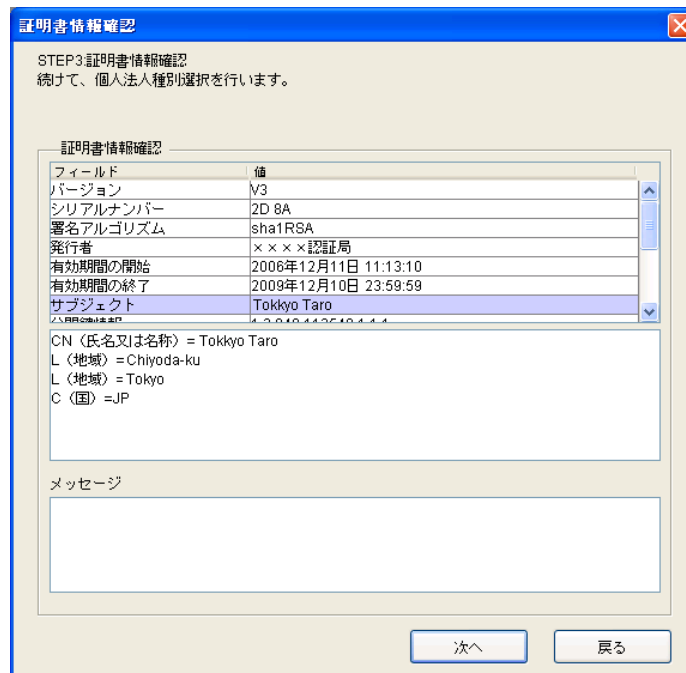 証明書情報確認
STEP3:証明書情報確認
続けて、個人法人種別選択を行います。
証明書情報確認
フィールド 値
バージョン V3
シリアルナンバー 2D 8A
署名アルゴリズム sha1RSA
発行者 ××××認証局
有効期間の開始 2006年12月11日 11:13:10
有効期間の終了 2009年12月10日 23:59:59
サブジェクト Tokkyo Taro
CN（氏名又は名称）= Tokkyo Taro
L（地域）=Chiyoda-ku
L（地域）=Tokyo
C（国）=JP
メッセージ
次へ 戻る